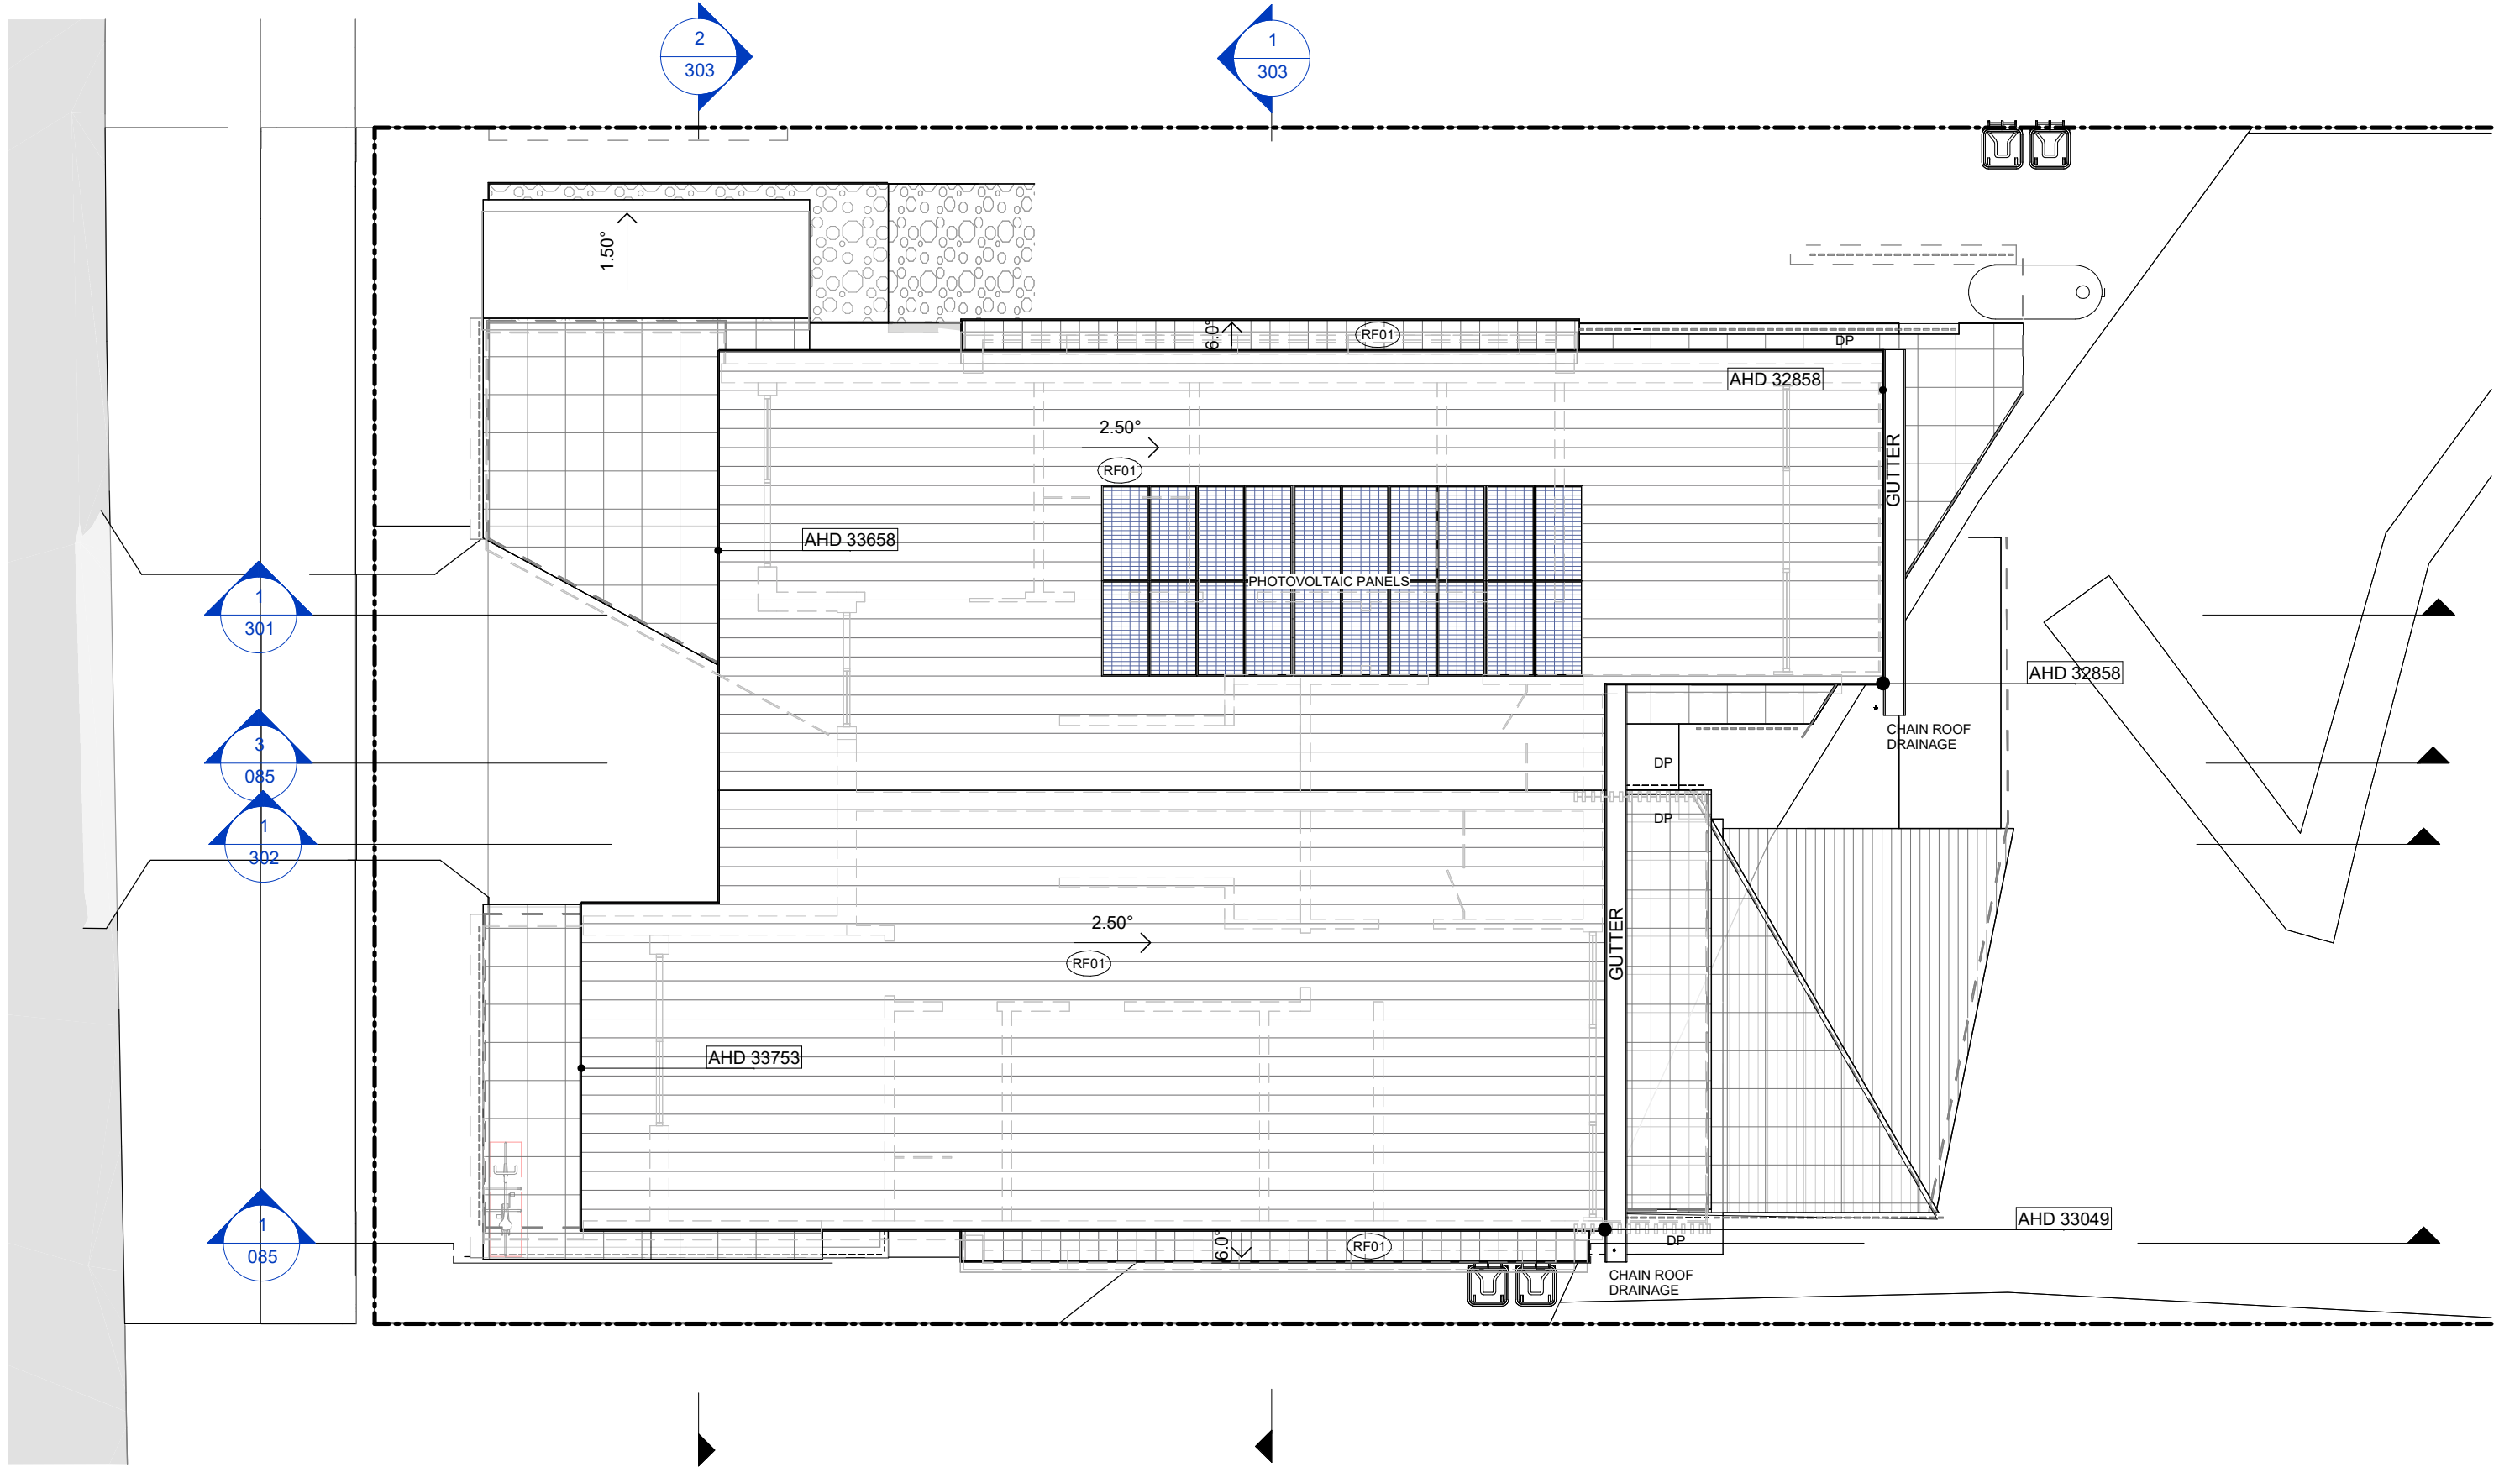 2
303
1
303
1.50°
6.0°
RF01
DP
AHD 32858
2.50°
RF01
GUTTER
AHD 33658
PHOTOVOLTAIC PANELS
1
301
AHD 32858
CHAIN ROOF
DRAINAGE
3
085
DP
1
302
DP
2.50°
RF01
GUTTER
AHD 33753
AHD 33049
1
085
6.0°
RF01
DP
CHAIN ROOF
DRAINAGE